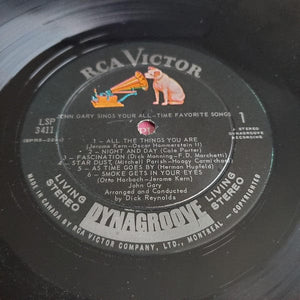 RCA VICTOR
JOHN GARY SINGS YOUR ALL-TIME FAVORITE SONGS
LSP
3411
1
STEREO
DYNAGROOVE
1 - ALL THE THINGS YOU ARE
(Jerome Kern-Oscar Hammerstein II)
2 - NIGHT AND DAY (Cole Porter)
3 - FASCINATION (Dick Manning-F.D. Marchetti)
4 - STAR DUST (Mitchell Parish-Hoagy Carmichael)
5 - AS TIME GOES BY (Herman Hupfeld)
6 - SMOKE GETS IN YOUR EYES
(Otto Harbach-Jerome Kern)
John Gary
Arranged and Conducted
by Dick Reynolds
LIVING
STEREO
DYNAGROOVE
LIVING
STEREO
MADE IN CANADA BY RCA VICTOR COMPANY, LTD., MONTREAL - COPYRIGHTED